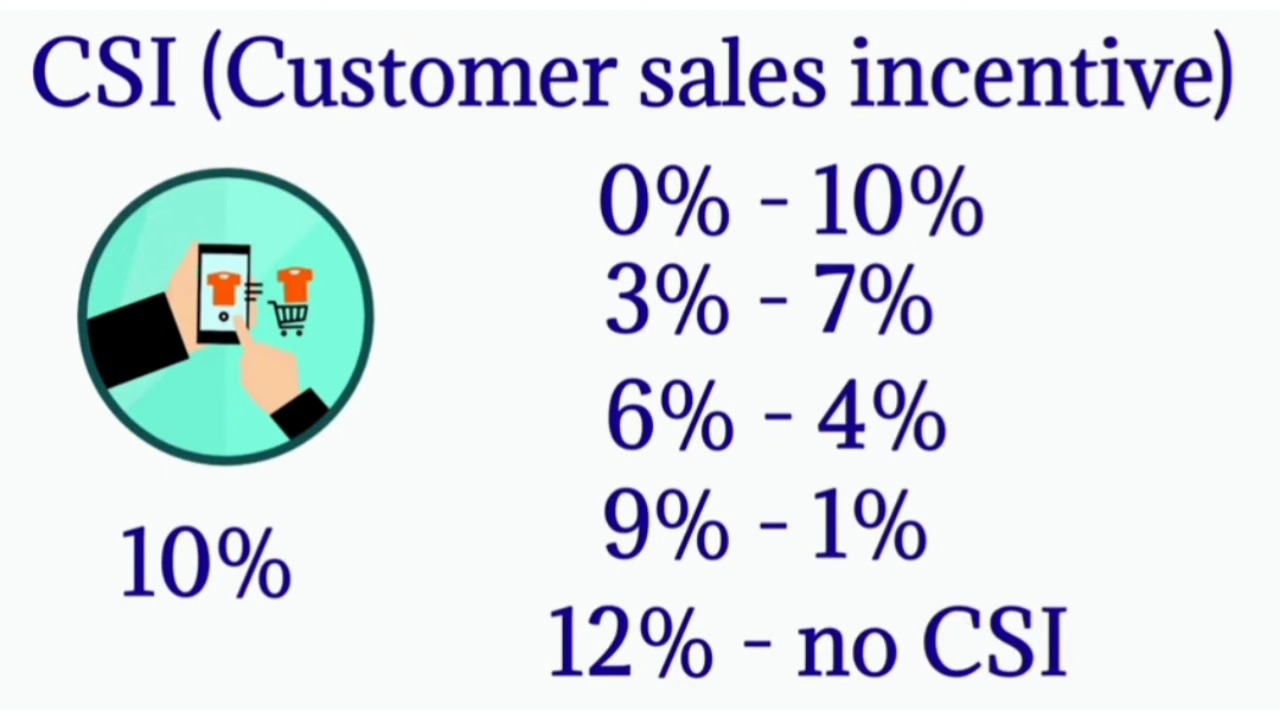 CSI (Customer sales incentive)
0% - 10%
3% - 7%
6% - 4%
9% - 1%
12% - no CSI
10%